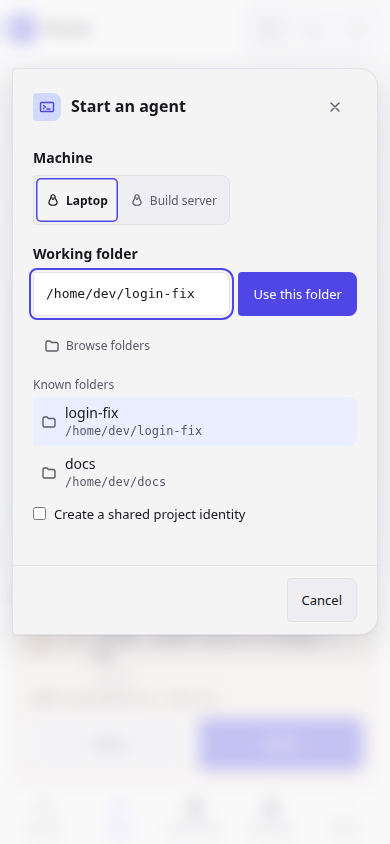 Start an agent
Machine
Laptop
Build server
Working folder
/home/dev/login-fix
Use this folder
Browse folders
Known folders
login-fix
/home/dev/login-fix
docs
/home/dev/docs
Create a shared project identity
Cancel